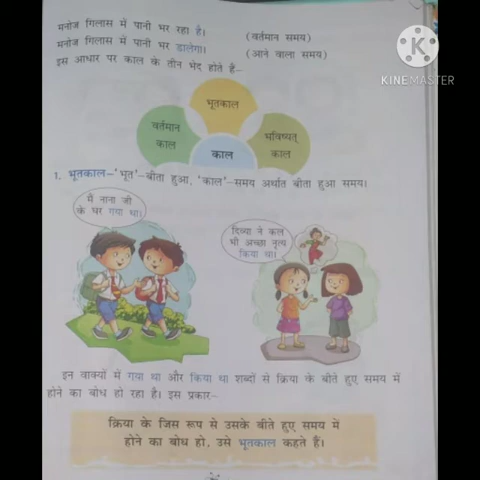 मनोज गिलास में पानी भर रहा है। (वर्तमान समय)
मनोज गिलास में पानी भर डालेगा। (आने वाला समय)
इस आधार पर काल के तीन भेद होते हैं–
KINEMASTER
भूतकाल
वर्तमान
काल
भविष्यत्
काल
काल
1. भूतकाल–'भूत'–बीता हुआ, 'काल'–समय अर्थात बीता हुआ समय।
मैं नाना जी
के घर गया था।
दिव्या ने कल
भी अच्छा नृत्य
किया था।
इन वाक्यों में गया था और किया था शब्दों से क्रिया के बीते हुए समय में
होने का बोध हो रहा है। इस प्रकार–
क्रिया के जिस रूप से उसके बीते हुए समय में
होने का बोध हो, उसे भूतकाल कहते हैं।